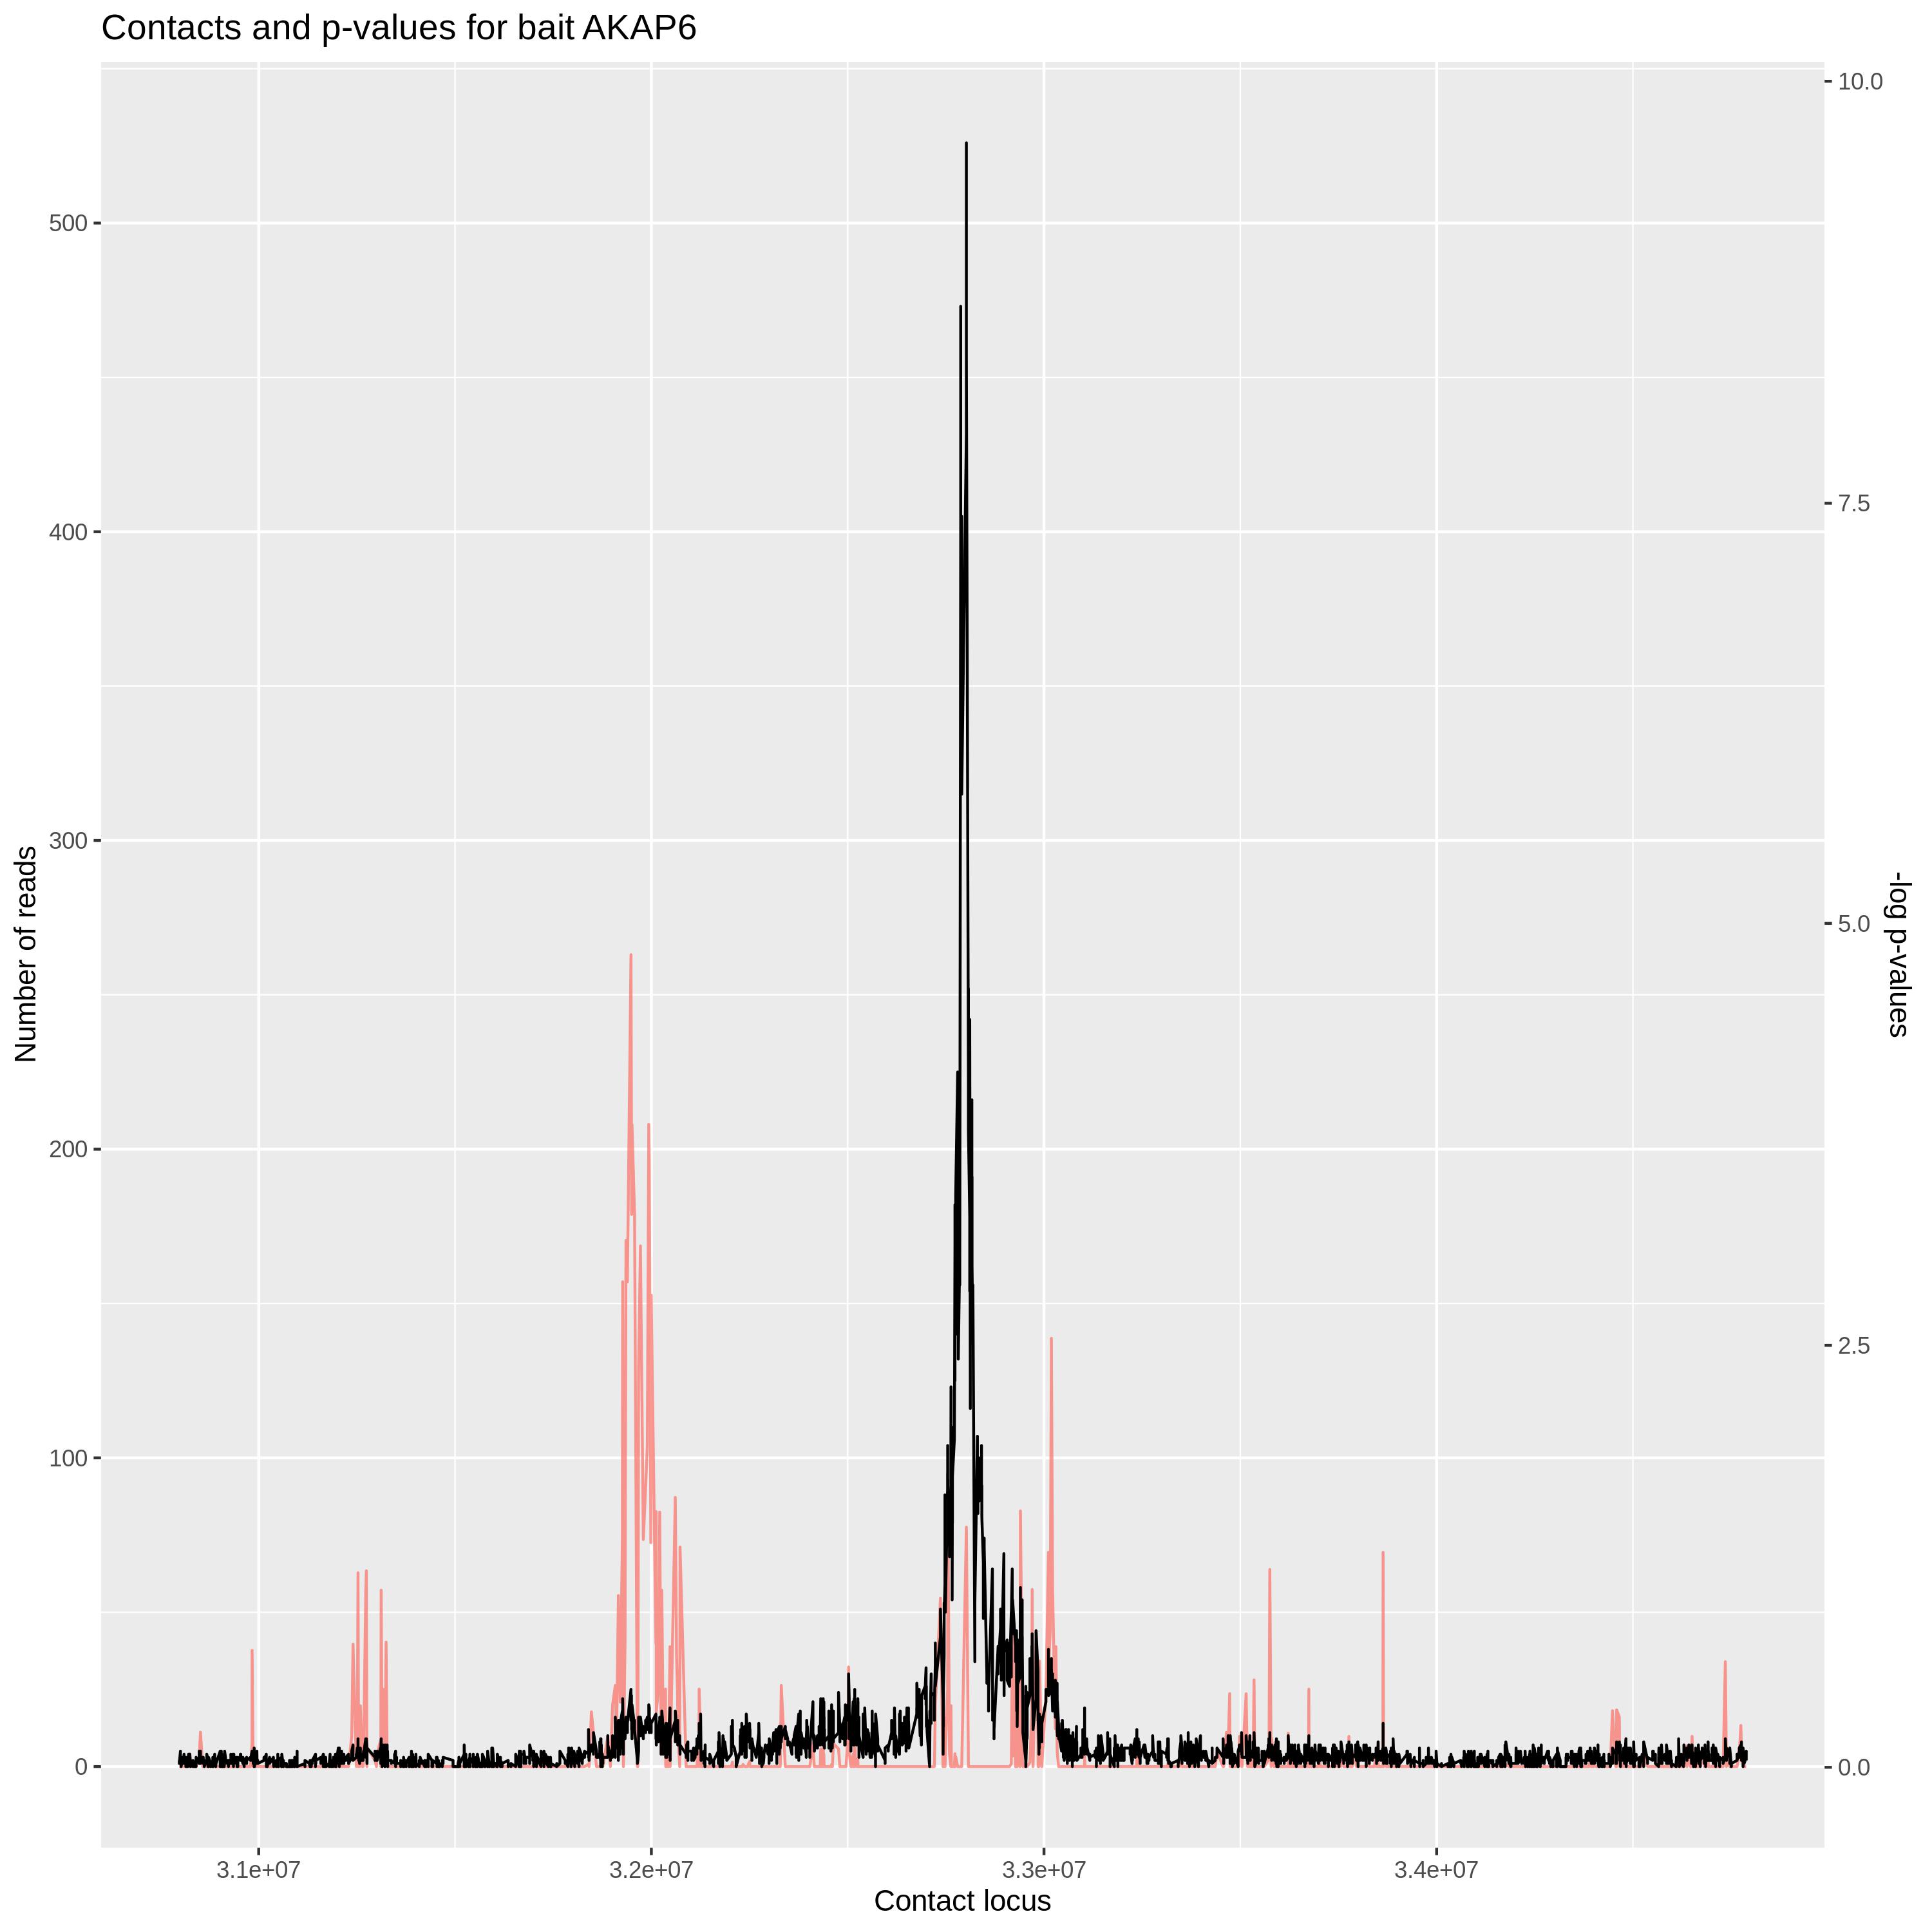 Contacts and p-values for bait AKAP6
10.0
500
7.5
400
300
5.0
Number of reads
-log p-values
200
2.5
100
0
0.0
3.1e+07 3.2e+07 3.3e+07 3.4e+07
Contact locus